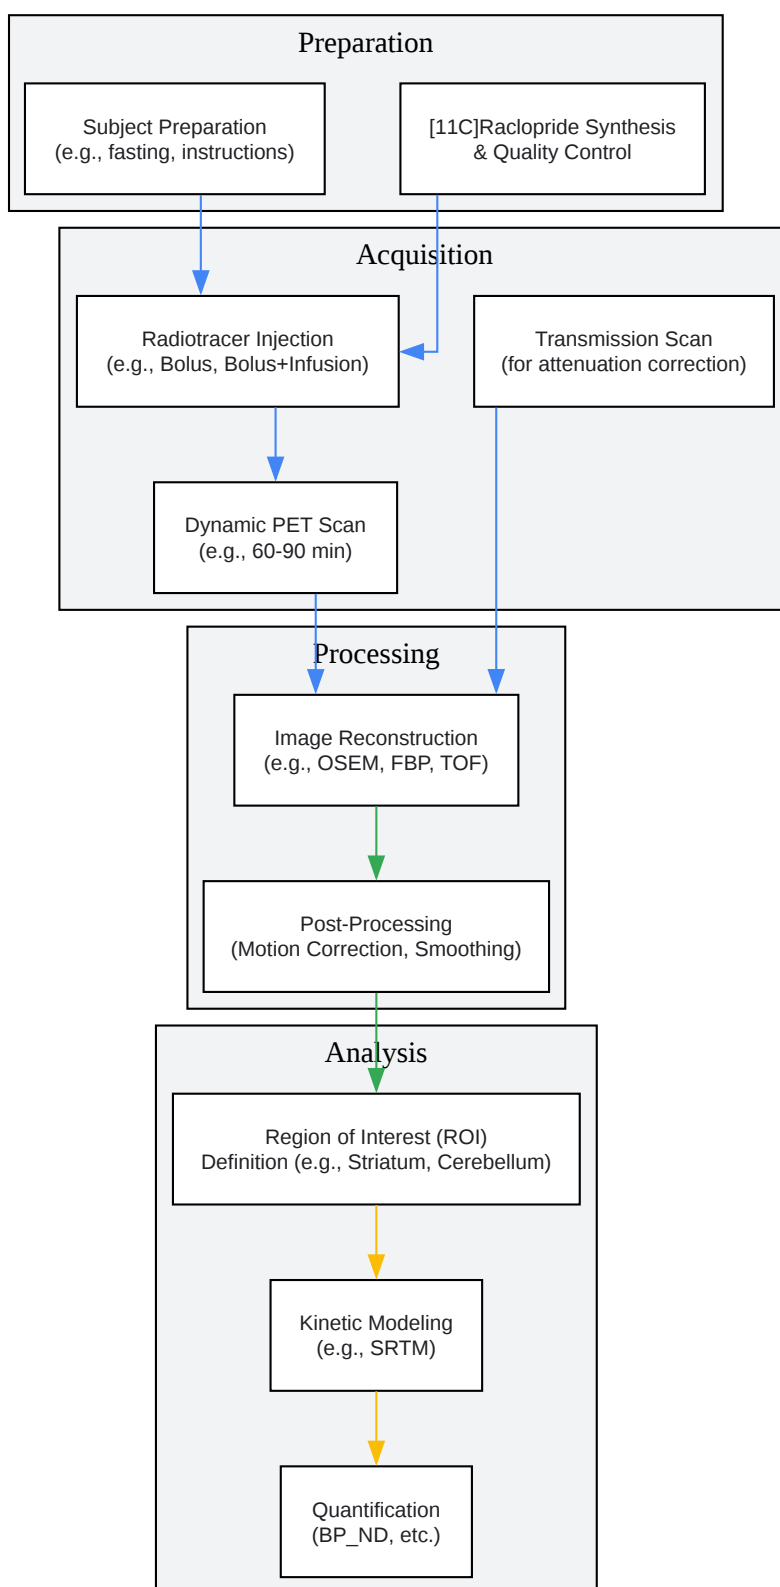 Preparation
Subject Preparation
(e.g., fasting, instructions)
[11C]Raclopride Synthesis
& Quality Control
Acquisition
Radiotracer Injection
(e.g., Bolus, Bolus+Infusion)
Transmission Scan
(for attenuation correction)
Dynamic PET Scan
(e.g., 60-90 min)
Processing
Image Reconstruction
(e.g., OSEM, FBP, TOF)
Post-Processing
(Motion Correction, Smoothing)
Analysis
Region of Interest (ROI)
Definition (e.g., Striatum, Cerebellum)
Kinetic Modeling
(e.g., SRTM)
Quantification
(BP_ND, etc.)